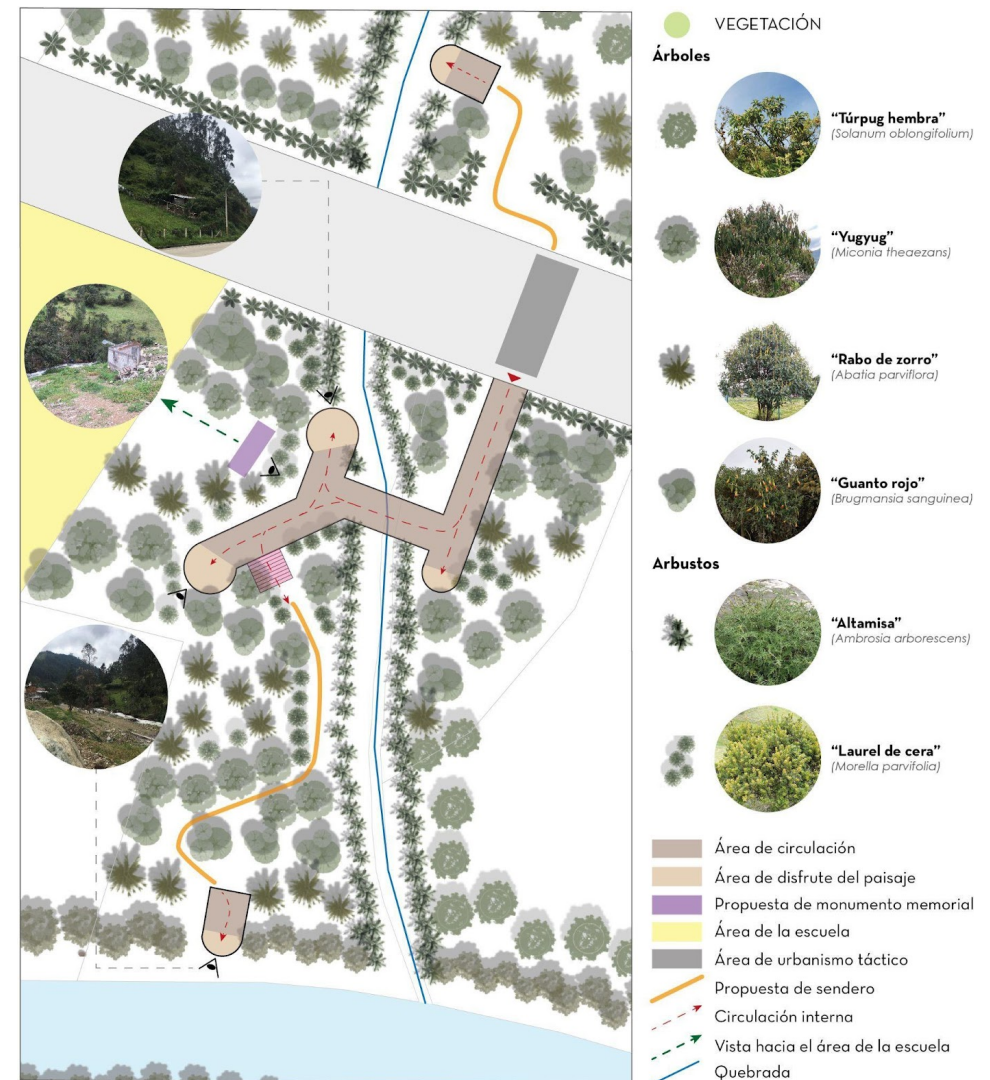 VEGETACIÓN
Árboles
“Túrpug hembra”
(Solanum oblongifolium)
“Yugyug”
(Miconia theaezans)
“Rabo de zorro”
(Abatia parviflora)
“Guanto rojo”
(Brugmansia sanguinea)
Arbustos
“Altamisa”
(Ambrosia arborescens)
“Laurel de cera”
(Morella parvifolia)
Área de circulación
Área de disfrute del paisaje
Propuesta de monumento memorial
Área de la escuela
Área de urbanismo táctico
Propuesta de sendero
Circulación interna
Vista hacia el área de la escuela
Quebrada